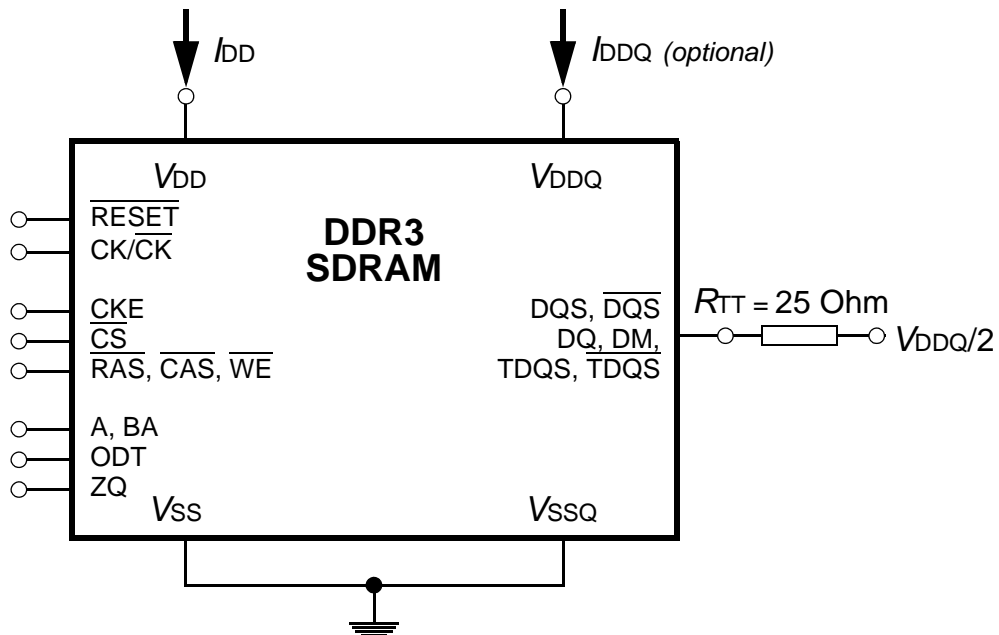 IDD
IDDQ (optional)
VDD
VDDQ
RESET
CK/CK
DDR3
SDRAM
CKE
CS
RAS, CAS, WE
DQS, DQS
DQ, DM,
TDQS, TDQS
RTT = 25 Ohm
VDDQ/2
A, BA
ODT
ZQ
VSS
VSSQ